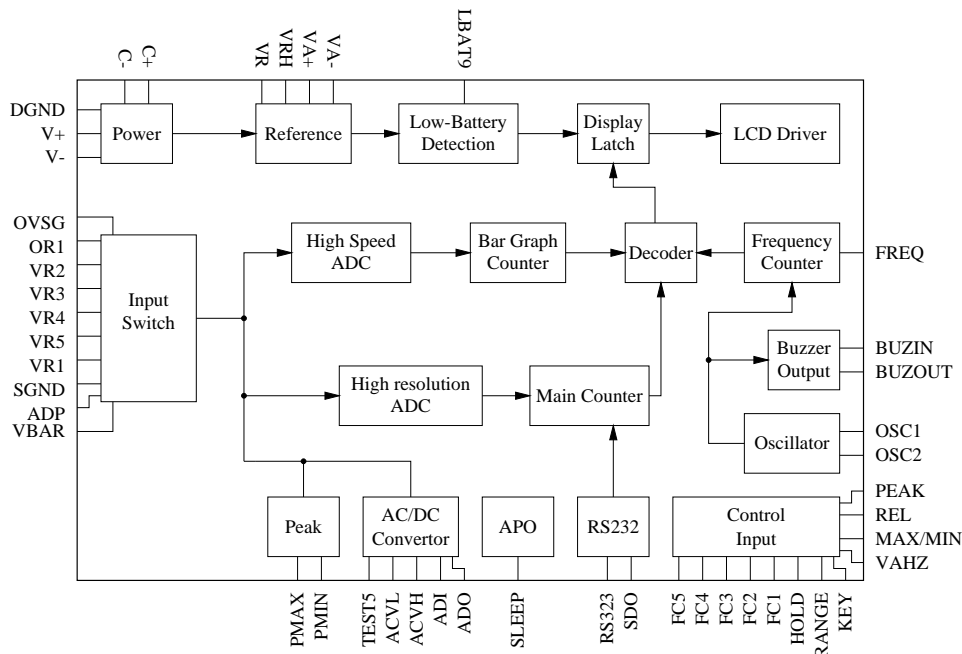 C-
C+
VR
VRH
VA+
VA-
LBAT9
DGND
V+
V-
Power
Reference
Low-Battery
Detection
Display
Latch
LCD Driver
OVSG
OR1
VR2
VR3
VR4
VR5
VR1
SGND
ADP
VBAR
Input
Switch
High Speed
ADC
Bar Graph
Counter
Decoder
Frequency
Counter
FREQ
High resolution
ADC
Main Counter
Buzzer
Output
BUZIN
BUZOUT
Oscillator
OSC1
OSC2
Peak
AC/DC
Convertor
APO
RS232
Control
Input
PEAK
REL
MAX/MIN
VAHZ
PMAX
PMIN
TEST5
ACVL
ACVH
ADI
ADO
SLEEP
RS323
SDO
FC5
FC4
FC3
FC2
FC1
HOLD
RANGE
KEY